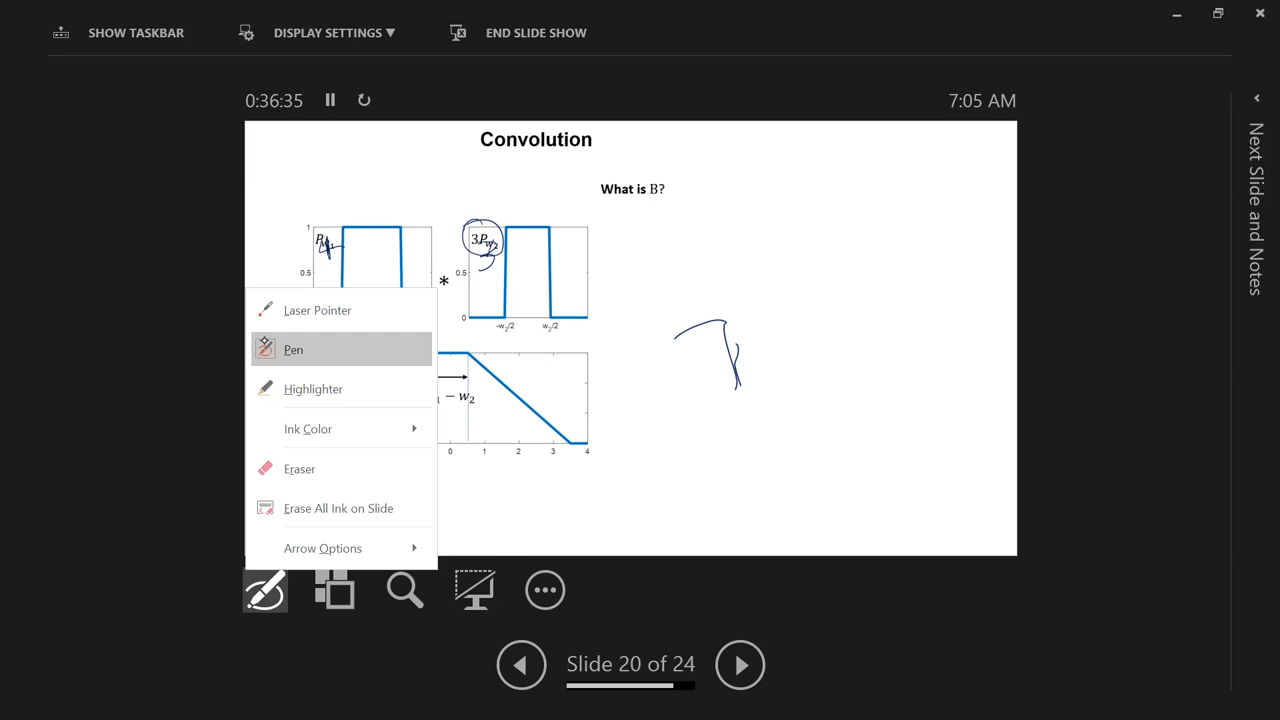 SHOW TASKBAR
DISPLAY SETTINGS ▼
END SLIDE SHOW
0:36:35
7:05 AM
Next Slide and Notes
Convolution
What is B?
1
0.5
*
3P
0.5
0
-w₂/2
w₂/2
₁ − w₂
0
1
2
3
4
Laser Pointer
Pen
Highlighter
Ink Color
Eraser
Erase All Ink on Slide
Arrow Options
Slide 20 of 24